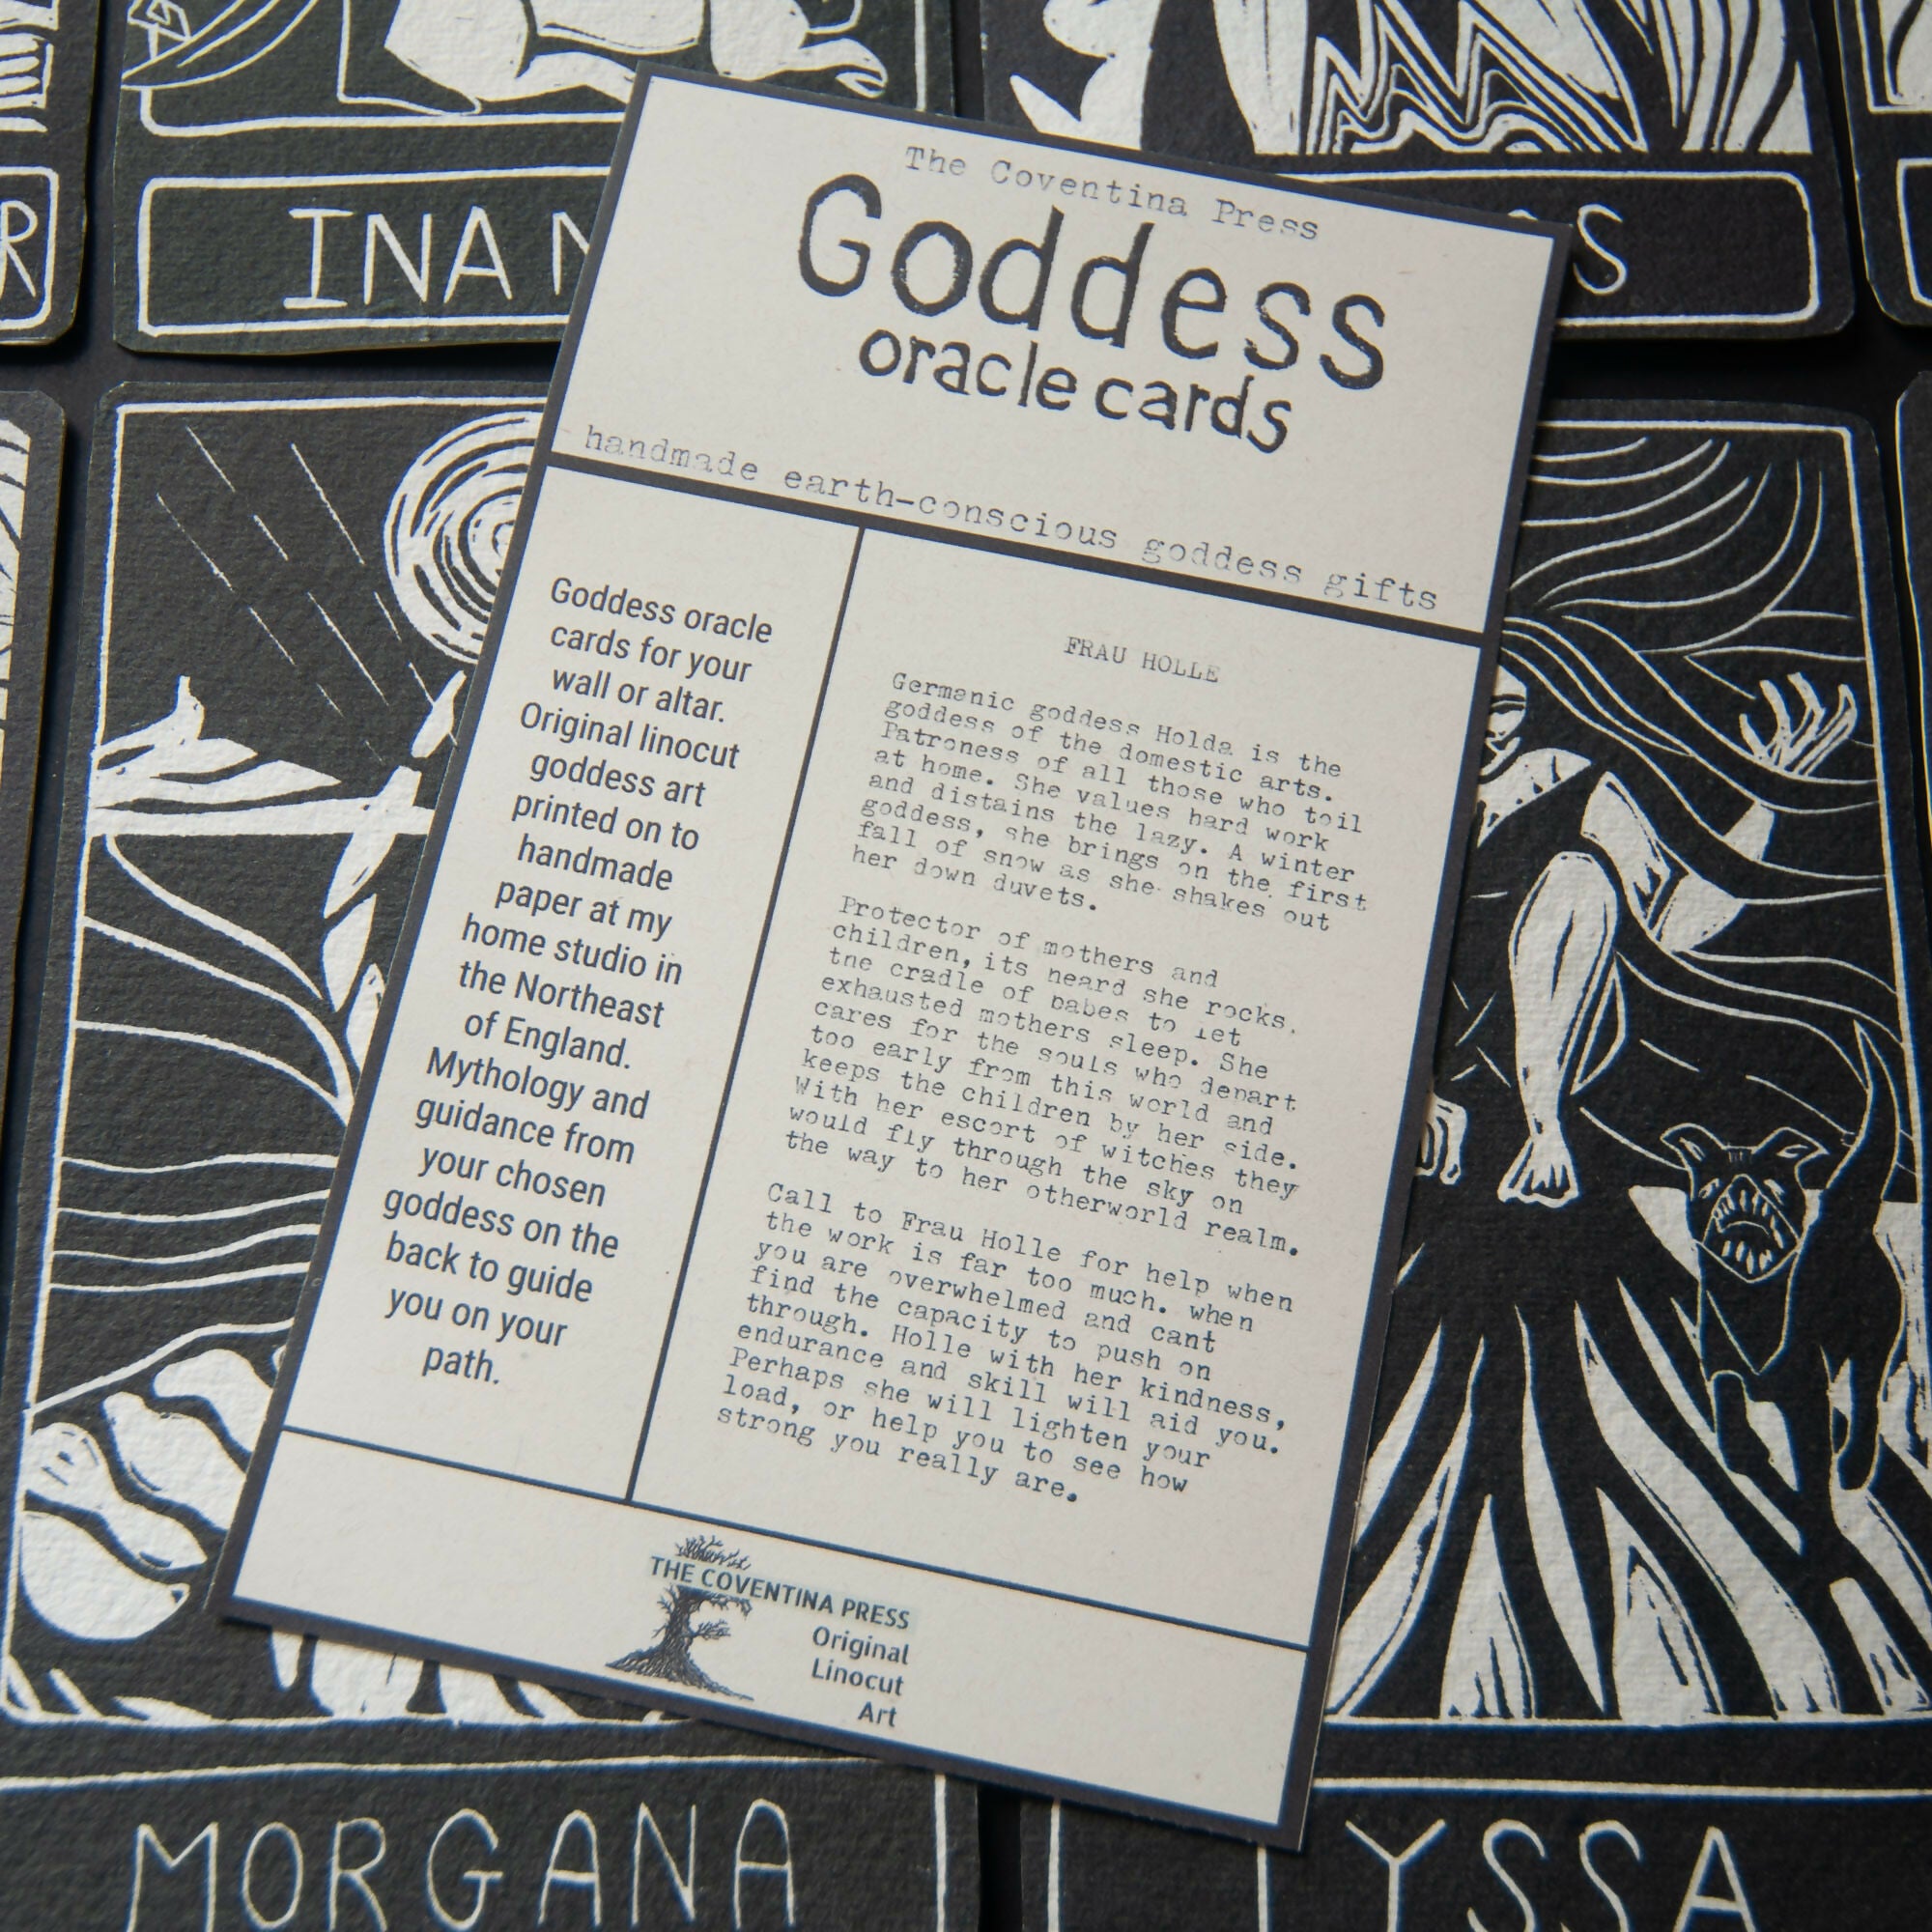 R
INAN
S
The Coventina Press
Goddess
oracle cards
handmade earth-conscious goddess gifts
Goddess oracle
cards for your
wall or altar.
Original linocut
goddess art
printed on to
handmade
paper at my
home studio in
the Northeast
of England.
Mythology and
guidance from
your chosen
goddess on the
back to guide
you on your
path.
FRAU HOLLE
Germanic goddess Holda is the
goddess of the domestic arts.
Patroness of all those who toil
at home. She values hard work
and distains the lazy. A winter
goddess, she brings on the first
fall of snow as she shakes out
her down duvets.
Protector of mothers and
children, its heard she rocks.
the cradle of babes to let
exhausted mothers sleep. She
cares for the souls who depart
too early from this world and
keeps the children by her side.
With her escort of witches they
would fly through the sky on
the way to her otherworld realm.
Call to Frau Holle for help when
the work is far too much. when
you are overwhelmed and cant
find the capacity to push on
through. Holle with her kindness,
endurance and skill will aid you.
Perhaps she will lighten your
load, or help you to see how
strong you really are.
THE COVENTINA PRESS
Original
Linocut
Art
MORGANA
YSSA